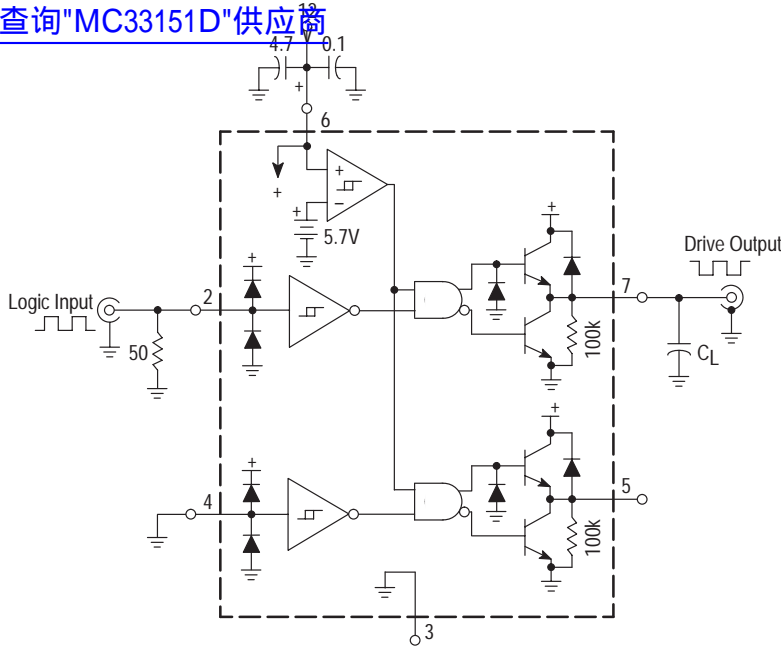 查询"MC33151D"供应商
12
V
4.7
0.1
+
6
+
+
−
+
5.7V
+
+
Drive Output
Logic Input
2
7
50
100k
CL
+
+
4
5
100k
3